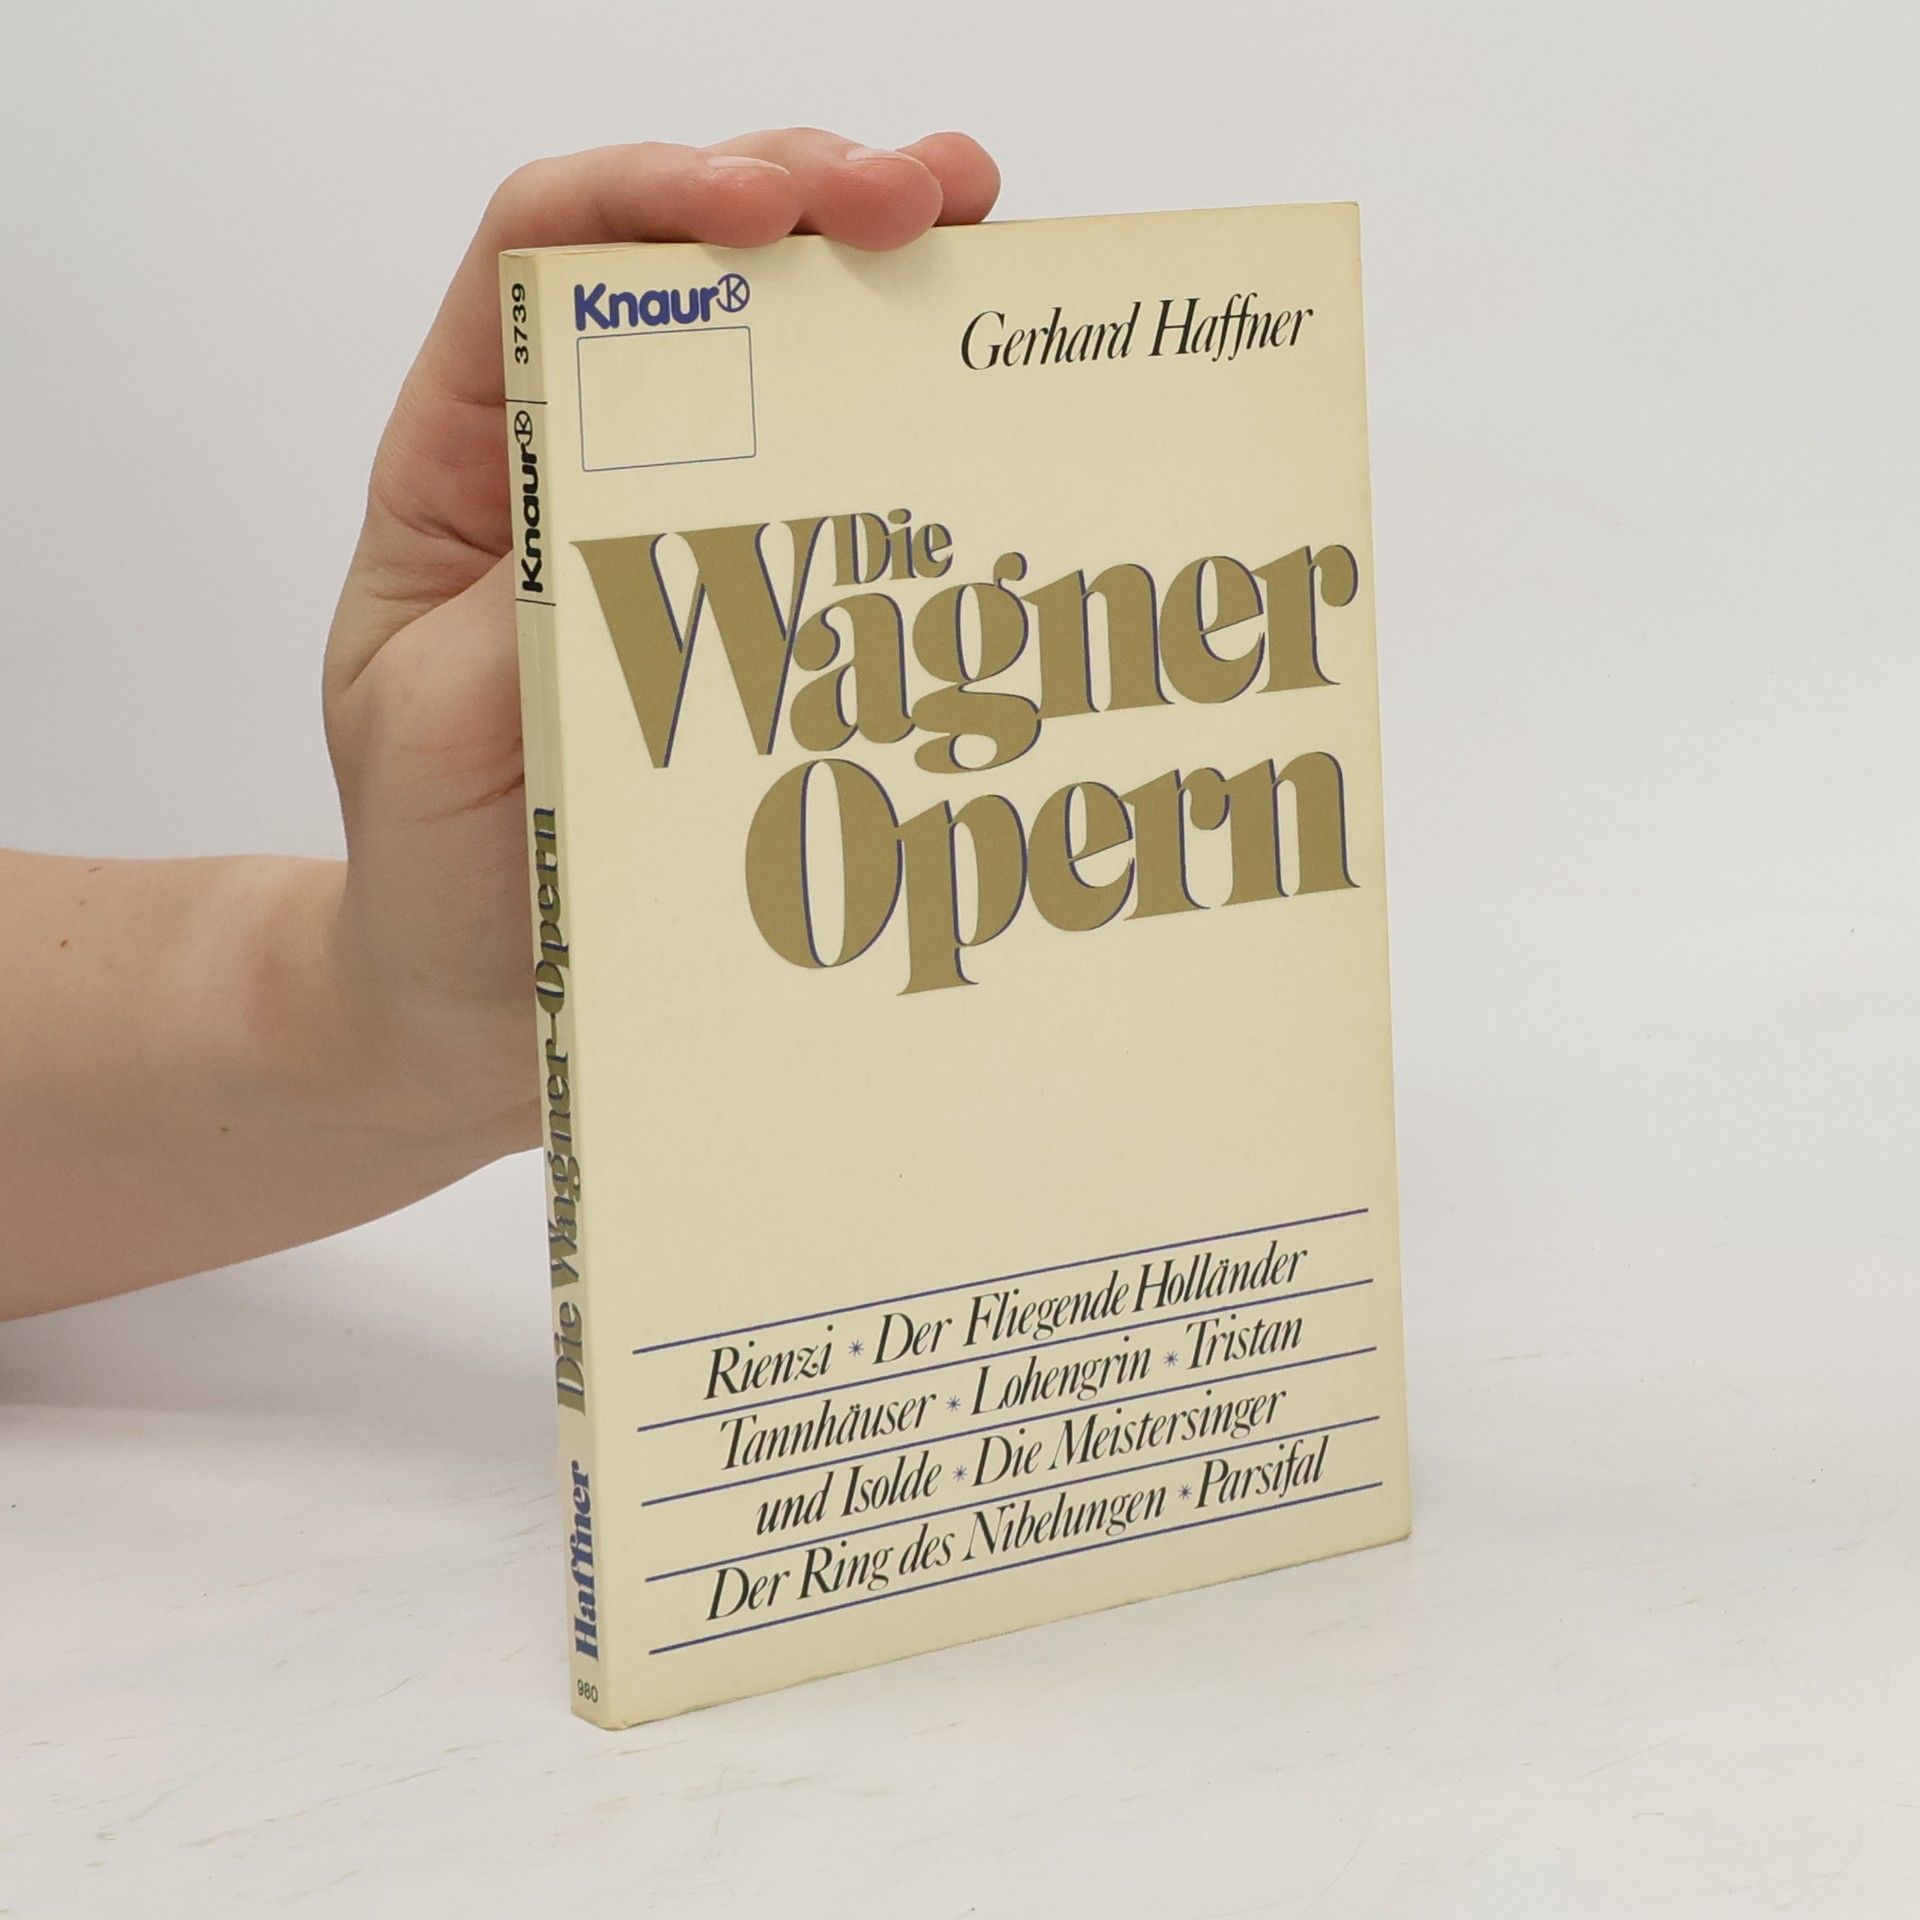 Knaur
Gerhard Haffner
Die
Wagner
Opern
Rienzi * Der Fliegende Holländer
Tannhäuser * Lohengrin * Tristan
und Isolde * Die Meistersinger
Der Ring des Nibelungen * Parsifal
3739
Knaur
Die Wagner-Opern
Haffner
980